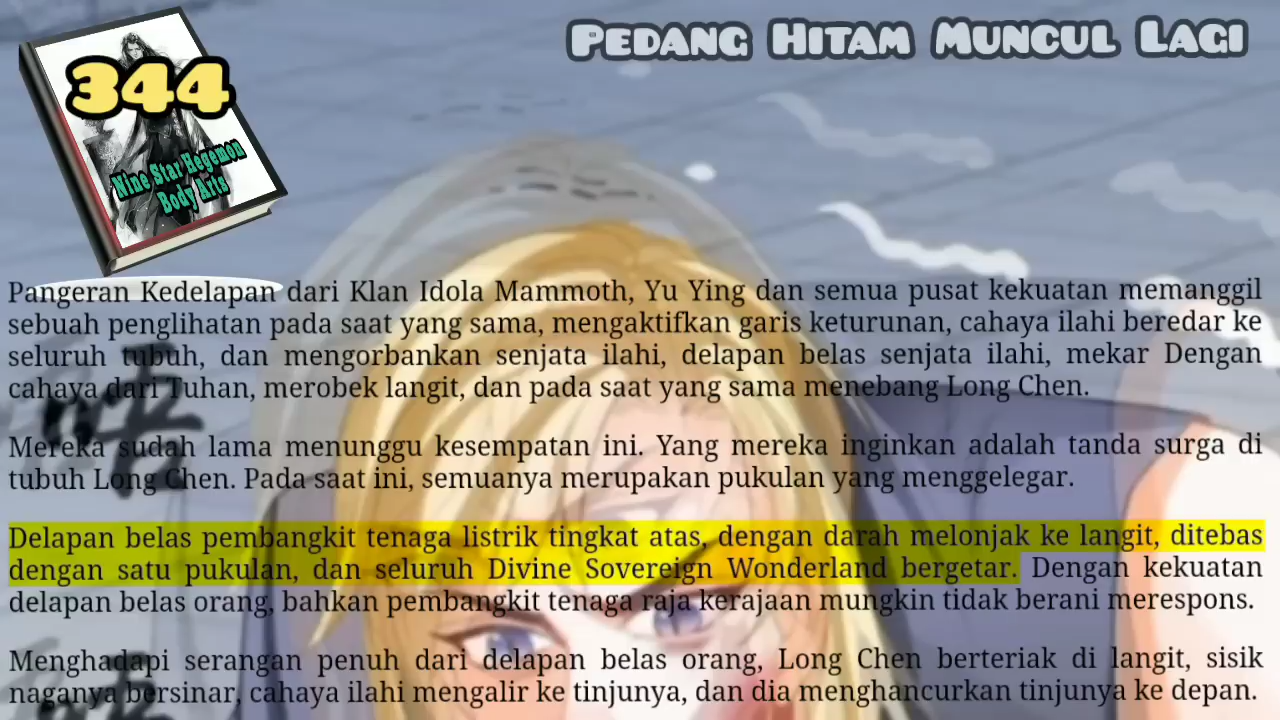 344
Nine Star Hegemon
Body Arts
Pedang Hitam Muncul Lagi
Pangeran Kedelapan dari Klan Idola Mammoth, Yu Ying dan semua pusat kekuatan memanggil
sebuah penglihatan pada saat yang sama, mengaktifkan garis keturunan, cahaya ilahi beredar ke
seluruh tubuh, dan mengorbankan senjata ilahi, delapan belas senjata ilahi, mekar Dengan
cahaya dari Tuhan, merobek langit, dan pada saat yang sama menebang Long Chen.
Mereka sudah lama menunggu kesempatan ini. Yang mereka inginkan adalah tanda surga di
tubuh Long Chen. Pada saat ini, semuanya merupakan pukulan yang menggelegar.
Delapan belas pembangkit tenaga listrik tingkat atas, dengan darah melonjak ke langit, ditebas
dengan satu pukulan, dan seluruh Divine Sovereign Wonderland bergetar. Dengan kekuatan
delapan belas orang, bahkan pembangkit tenaga raja kerajaan mungkin tidak berani merespons.
Menghadapi serangan penuh dari delapan belas orang, Long Chen berteriak di langit, sisik
naganya bersinar, cahaya ilahi mengalir ke tinjunya, dan dia menghancurkan tinjunya ke depan.